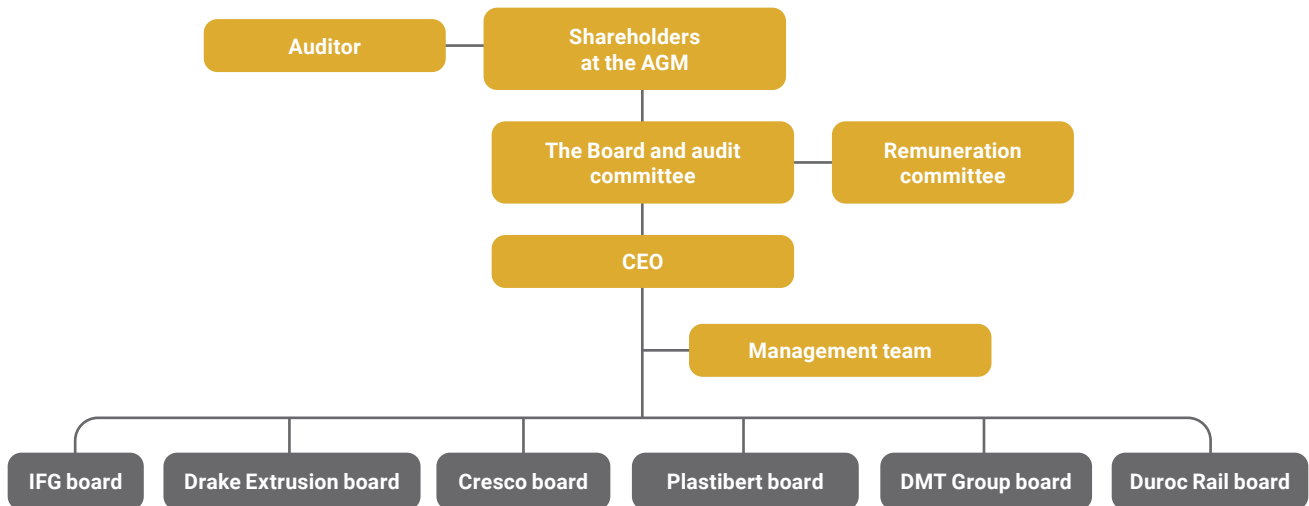 Auditor
Shareholders
at the AGM
The Board and audit
committee
Remuneration
committee
CEO
Management team
IFG board
Drake Extrusion board
Cresco board
Plastibert board
DMT Group board
Duroc Rail board